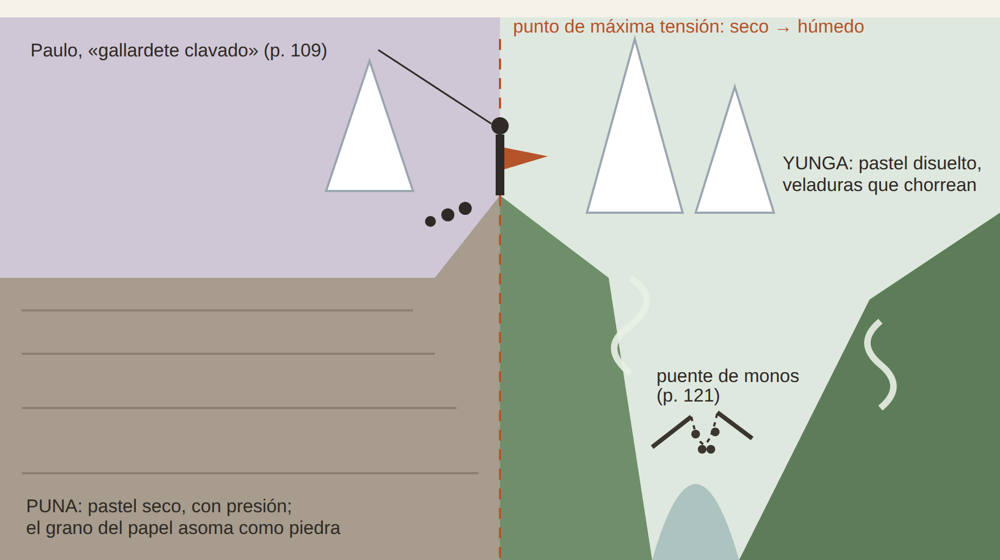 punto de máxima tensión: seco → húmedo
Paulo, «gallardete clavado» (p. 109)
YUNGA: pastel disuelto,
veladuras que chorrean
puente de monos
(p. 121)
PUNA: pastel seco, con presión;
el grano del papel asoma como piedra